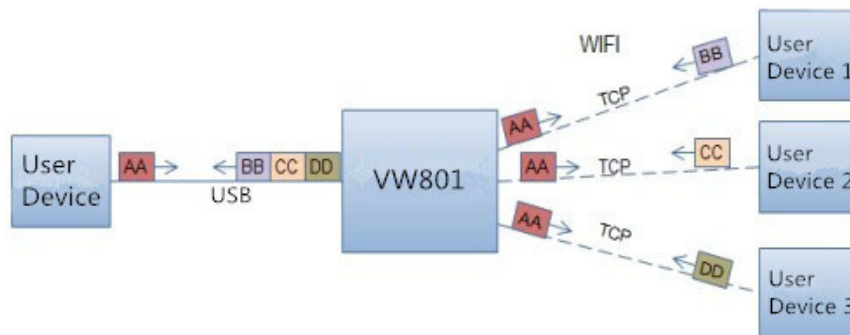 WIFI
User
Device
AA
BB CC DD
USB
VW801
AA
TCP
BB
User
Device 1
AA
TCP
CC
User
Device 2
AA
TCP
DD
User
Device 3